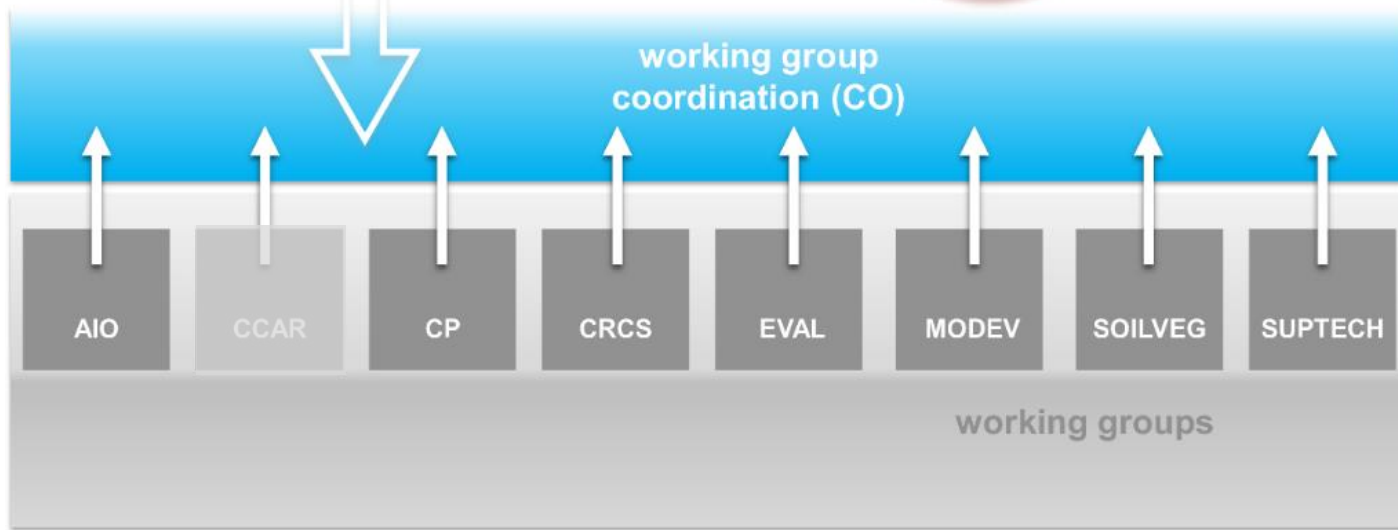 working group
coordination (CO)
AIO
CCAR
CP
CRCS
EVAL
MODEV
SOILVEG
SUPTECH
working groups